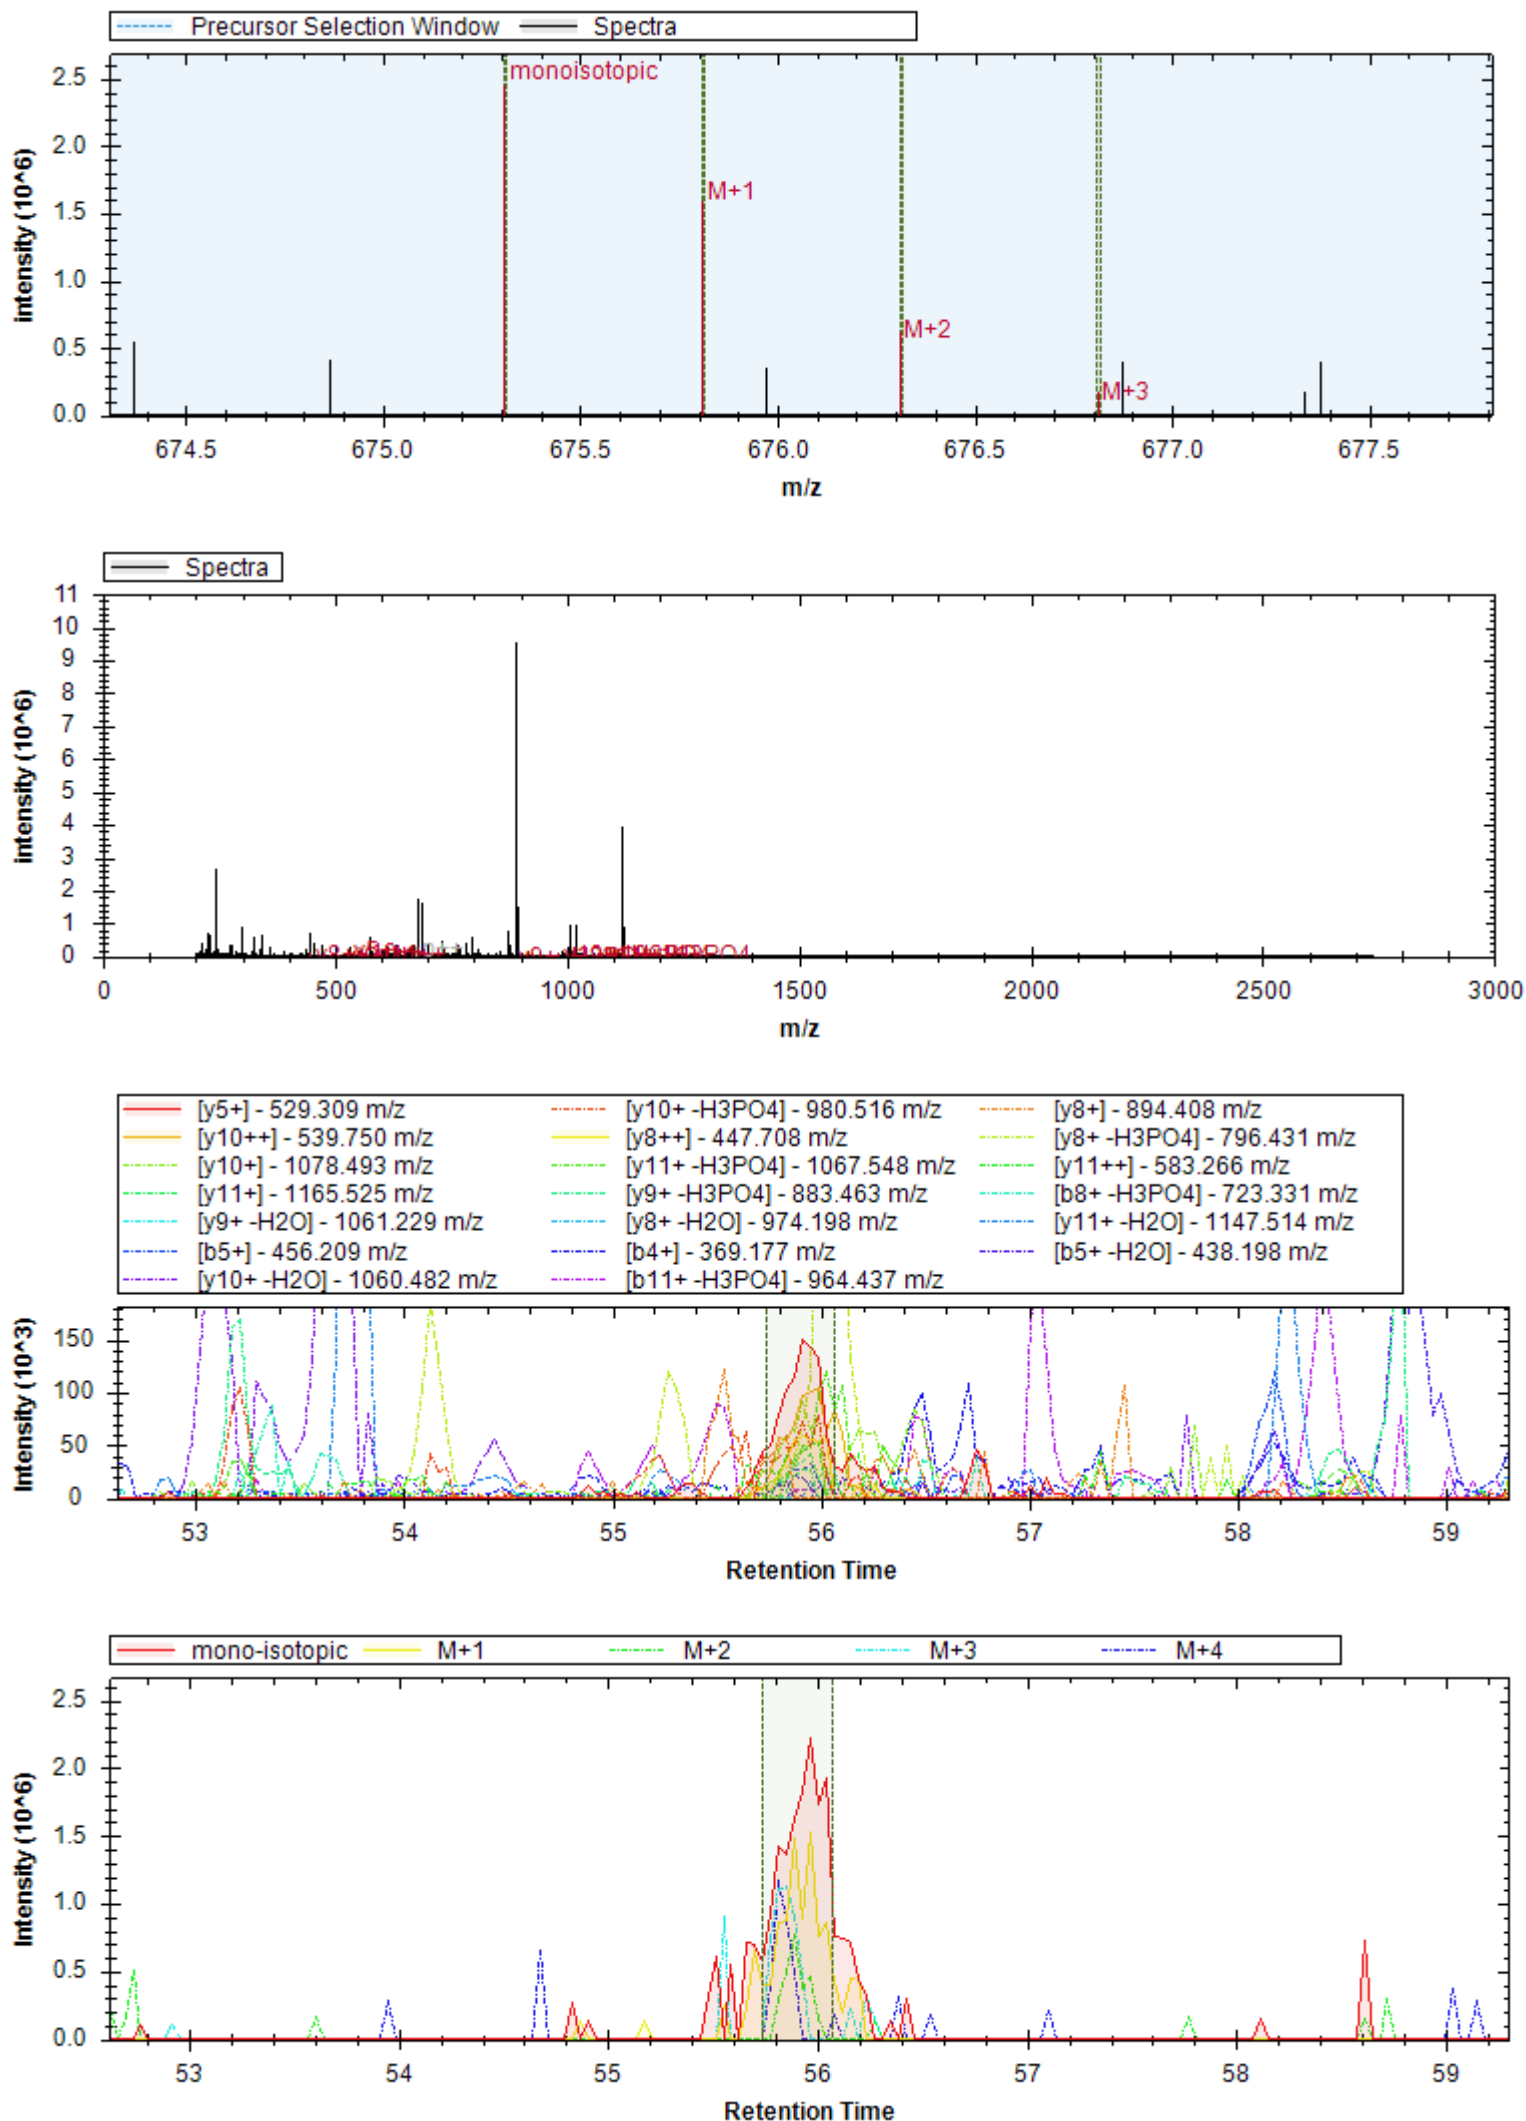 Precursor Selection Window Spectra
2.5
2.0
1.5
1.0
0.5
0.0
intensity (10^6)
monoisotopic
M+1
M+2
M+3
674.5 675.0 675.5 676.0 676.5 677.0 677.5
m/z
Spectra
11
10
9
8
7
6
5
4
3
2
1
0
intensity (10^6)
0 500 1000 1500 2000 2500 3000
m/z
[y5+] - 529.309 m/z [y10+ -H3PO4] - 980.516 m/z [y8+] - 894.408 m/z
[y10++] - 539.750 m/z [y8++] - 447.708 m/z [y8+ -H3PO4] - 796.431 m/z
[y10+] - 1078.493 m/z [y11+ -H3PO4] - 1067.548 m/z [y11++] - 583.266 m/z
[y11+] - 1165.525 m/z [y9+ -H3PO4] - 883.463 m/z [b8+ -H3PO4] - 723.331 m/z
[y9+ -H2O] - 1061.229 m/z [y8+ -H2O] - 974.198 m/z [y11+ -H2O] - 1147.514 m/z
[b5+] - 456.209 m/z [b4+] - 369.177 m/z [b5+ -H2O] - 438.198 m/z
[y10+ -H2O] - 1060.482 m/z [b11+ -H3PO4] - 964.437 m/z
150
100
50
0
Intensity (10^3)
53 54 55 56 57 58 59
Retention Time
mono-isotopic M+1 M+2 M+3 M+4
2.5
2.0
1.5
1.0
0.5
0.0
Intensity (10^6)
53 54 55 56 57 58 59
Retention Time